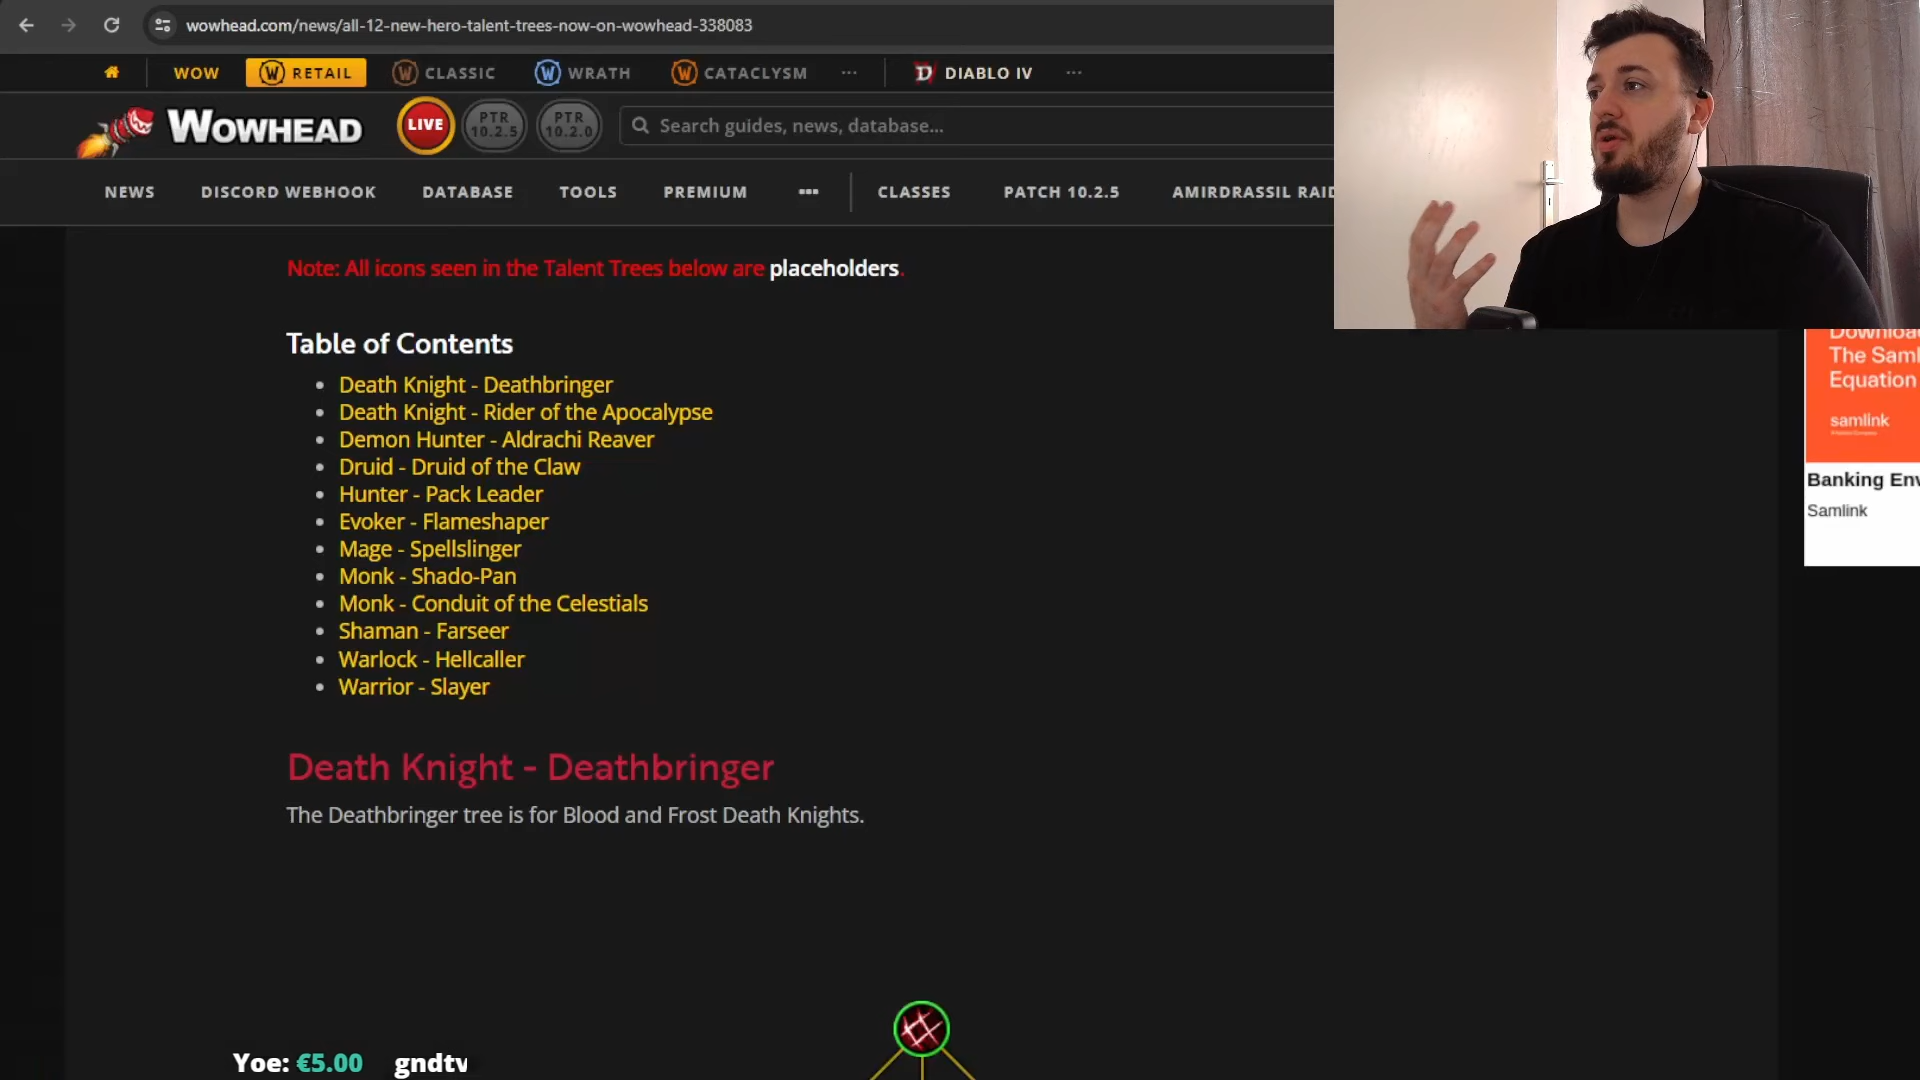 wowhead.com/news/all-12-new-hero-talent-trees-now-on-wowhead-338083
WOW RETAIL CLASSIC WRATH CATACLYSM ... DIABLO IV ...
WOWHEAD LIVE PTR 10.2.5 PTR 10.2.0 Search guides, news, database...
NEWS DISCORD WEBHOOK DATABASE TOOLS PREMIUM ... CLASSES PATCH 10.2.5 AMIRDRASSIL RAID
Note: All icons seen in the Talent Trees below are placeholders.
Table of Contents
Death Knight - Deathbringer
Death Knight - Rider of the Apocalypse
Demon Hunter - Aldrachi Reaver
Druid - Druid of the Claw
Hunter - Pack Leader
Evoker - Flameshaper
Mage - Spellslinger
Monk - Shado-Pan
Monk - Conduit of the Celestials
Shaman - Farseer
Warlock - Hellcaller
Warrior - Slayer
Death Knight - Deathbringer
The Deathbringer tree is for Blood and Frost Death Knights.
The Saml
Equation
samlink
Banking Env
Samlink
Yoe: €5.00 gndtv